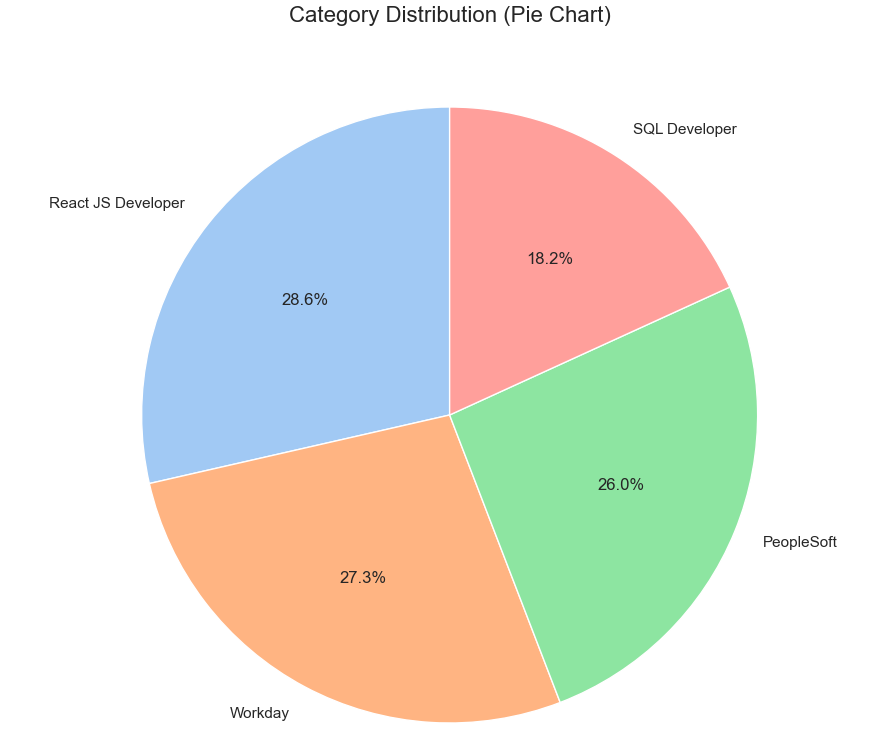 Category Distribution (Pie Chart)
SQL Developer
React JS Developer
18.2%
28.6%
26.0%
PeopleSoft
27.3%
Workday